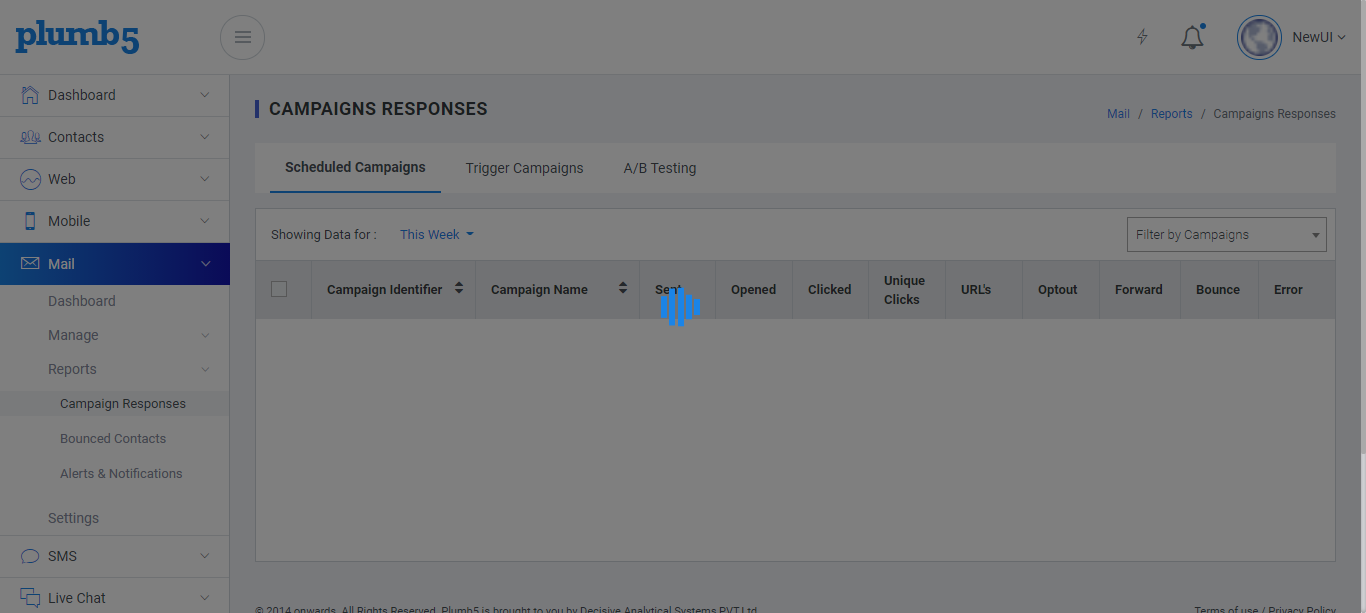 plumb5
NewUI
Dashboard
Contacts
Web
Mobile
Mail
Dashboard
Manage
Reports
Campaign Responses
Bounced Contacts
Alerts & Notifications
Settings
SMS
Live Chat
CAMPAIGNS RESPONSES
Mail / Reports / Campaigns Responses
Scheduled Campaigns Trigger Campaigns A/B Testing
Showing Data for : This Week Filter by Campaigns
Campaign Identifier Campaign Name Sent Opened Clicked Unique Clicks URL's Optout Forward Bounce Error
© 2014 onwards. All Rights Reserved. Plumb5 is brought to you by Decisive Analytical Systems PVT Ltd
Terms of use / Privacy Policy